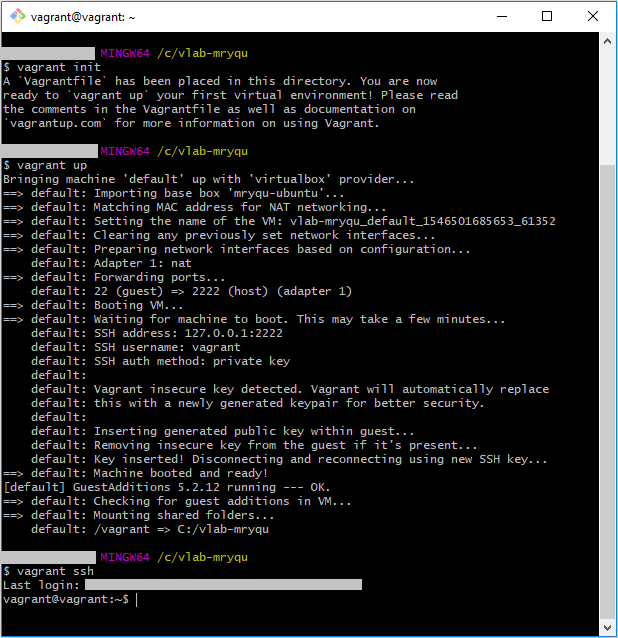 vagrant@vagrant: ~
MINGW64 /c/vlab-mryqu
$ vagrant init
A `Vagrantfile` has been placed in this directory. You are now
ready to `vagrant up` your first virtual environment! Please read
the comments in the Vagrantfile as well as documentation on
`vagrantup.com` for more information on using Vagrant.
MINGW64 /c/vlab-mryqu
$ vagrant up
Bringing machine 'default' up with 'virtualbox' provider...
==> default: Importing base box 'mryqu-ubuntu'...
==> default: Matching MAC address for NAT networking...
==> default: Setting the name of the VM: vlab-mryqu_default_1546501685653_61352
==> default: Clearing any previously set network interfaces...
==> default: Preparing network interfaces based on configuration...
default: Adapter 1: nat
==> default: Forwarding ports...
default: 22 (guest) => 2222 (host) (adapter 1)
==> default: Booting VM...
==> default: Waiting for machine to boot. This may take a few minutes...
default: SSH address: 127.0.0.1:2222
default: SSH username: vagrant
default: SSH auth method: private key
default:
default: Vagrant insecure key detected. Vagrant will automatically replace
default: this with a newly generated keypair for better security.
default:
default: Inserting generated public key within guest...
default: Removing insecure key from the guest if it's present...
default: Key inserted! Disconnecting and reconnecting using new SSH key...
==> default: Machine booted and ready!
[default] GuestAdditions 5.2.12 running --- OK.
==> default: Checking for guest additions in VM...
==> default: Mounting shared folders...
default: /vagrant => C:/vlab-mryqu
MINGW64 /c/vlab-mryqu
$ vagrant ssh
Last login:
vagrant@vagrant:~$